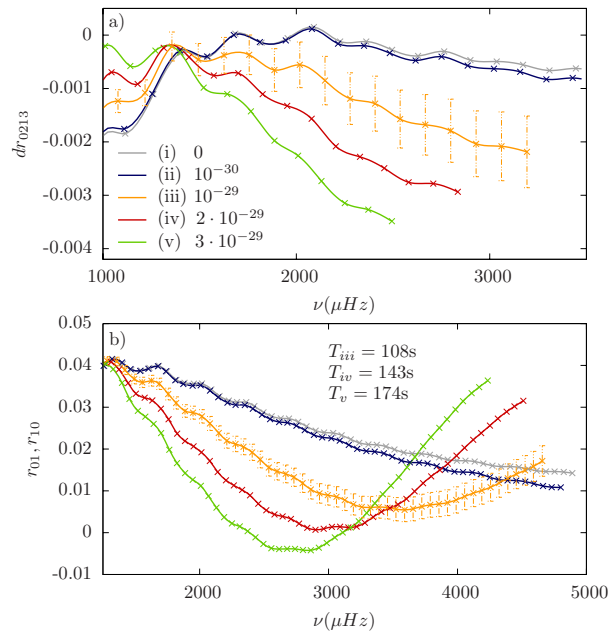 a)
0
-0.001
-0.002
-0.003
-0.004
dr0213
(i) 0
(ii) 10⁻³⁰
(iii) 10⁻²⁹
(iv) 2 · 10⁻²⁹
(v) 3 · 10⁻²⁹
1000 2000 3000
ν(μHz)
b)
0.05
0.04
0.03
0.02
0.01
0
-0.01
r01, r10
Tiii = 108s
Tiv = 143s
Tv = 174s
2000 3000 4000 5000
ν(μHz)